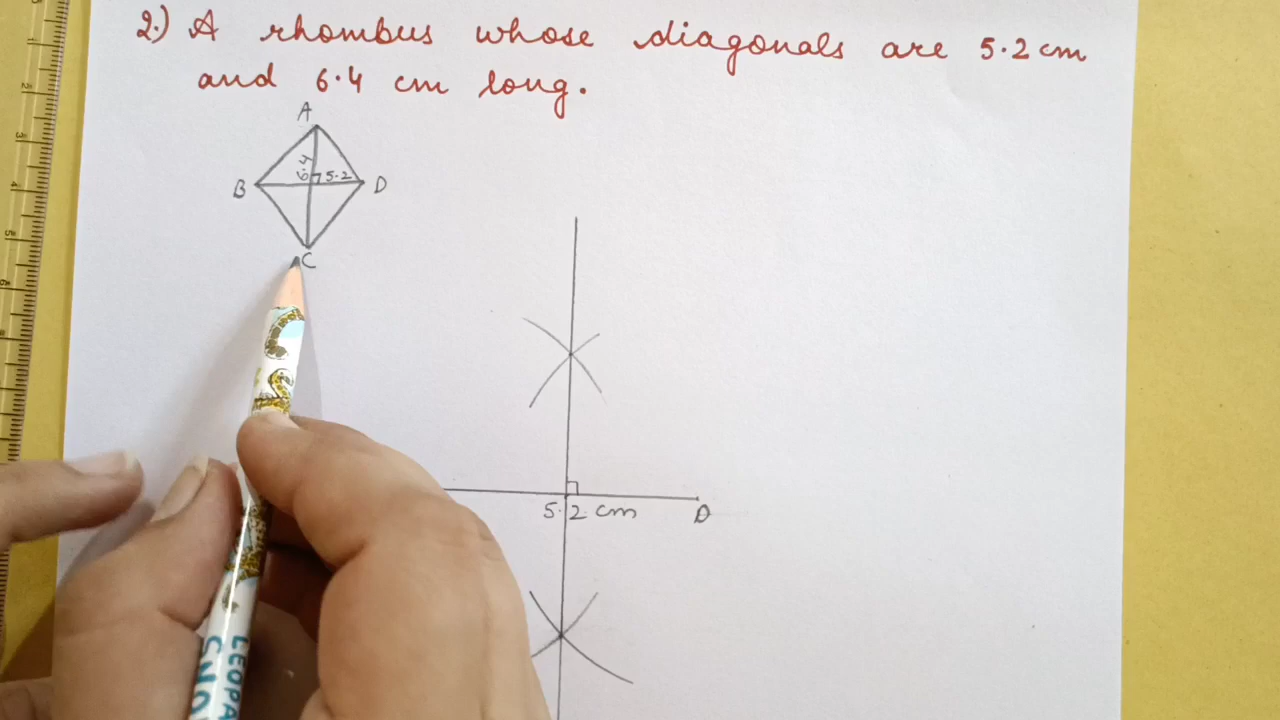 2.) A rhombus whose diagonals are 5.2 cm
and 6.4 cm long.
A
6.4
B
5.2
D
C
5.2 cm
D
LEOPA
SNO